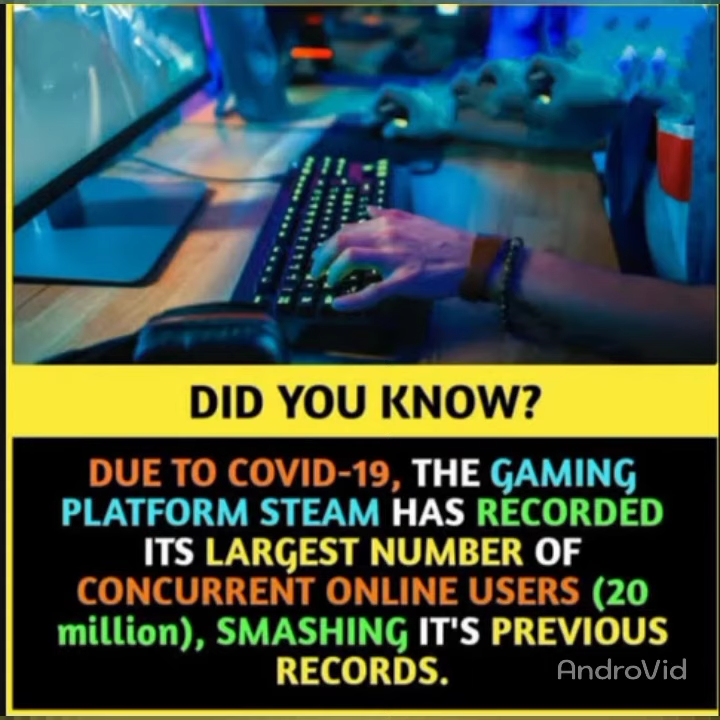 DID YOU KNOW?
DUE TO COVID-19, THE GAMING
PLATFORM STEAM HAS RECORDED
ITS LARGEST NUMBER OF
CONCURRENT ONLINE USERS (20
million), SMASHING IT'S PREVIOUS
RECORDS.
AndroVid